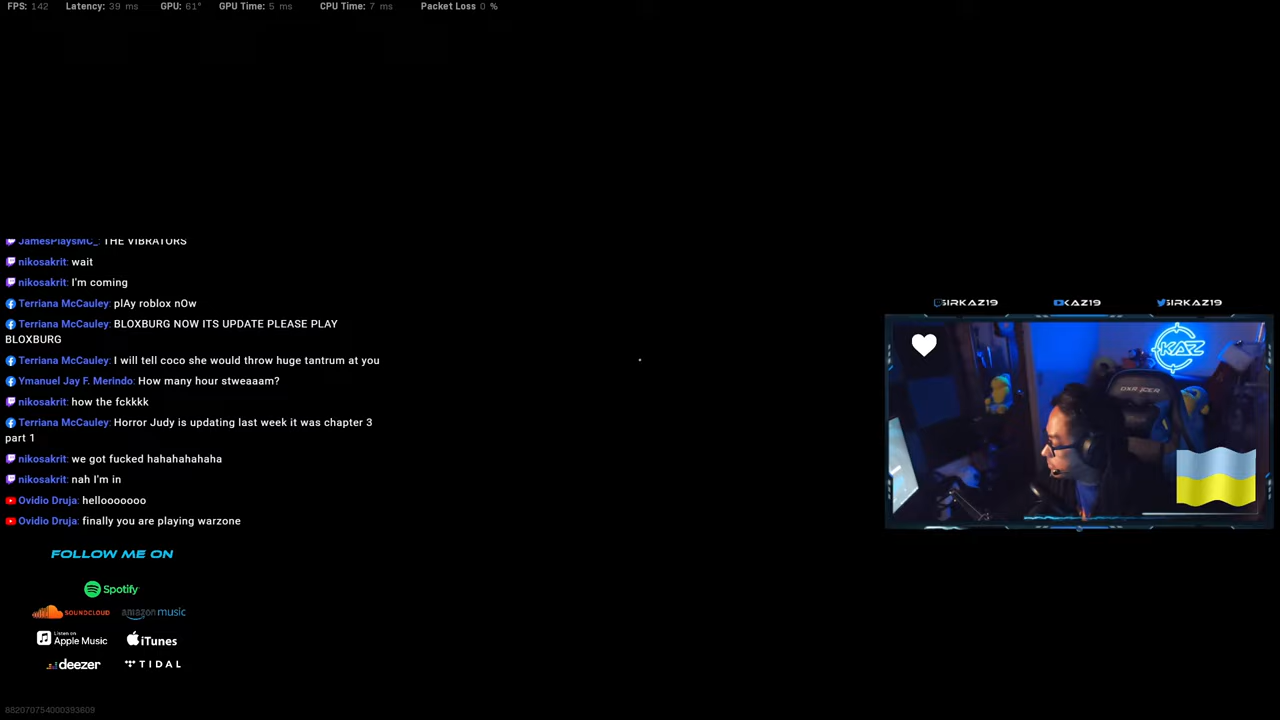 FPS: 142 Latency: 39 ms GPU: 61° GPU Time: 5 ms CPU Time: 7 ms Packet Loss 0 %
JamesPlaysMC_: THE VIBRATORS
nikosakrit: wait
nikosakrit: I'm coming
Terriana McCauley: plAy roblox nOw
Terriana McCauley: BLOXBURG NOW ITS UPDATE PLEASE PLAY
BLOXBURG
Terriana McCauley: I will tell coco she would throw huge tantrum at you
Ymanuel Jay F. Merindo: How many hour stweaaam?
nikosakrit: how the fckkkk
Terriana McCauley: Horror Judy is updating last week it was chapter 3
part 1
nikosakrit: we got fucked hahahahahaha
nikosakrit: nah I'm in
Ovidio Druja: hellooooooo
Ovidio Druja: finally you are playing warzone
FOLLOW ME ON
Spotify
SOUNDCLOUD amazon music
Listen on
Apple Music iTunes
deezer TIDAL
882070754000393609
SIRKAZ19 KAZ19 SIRKAZ19
KAZ
DXRACER